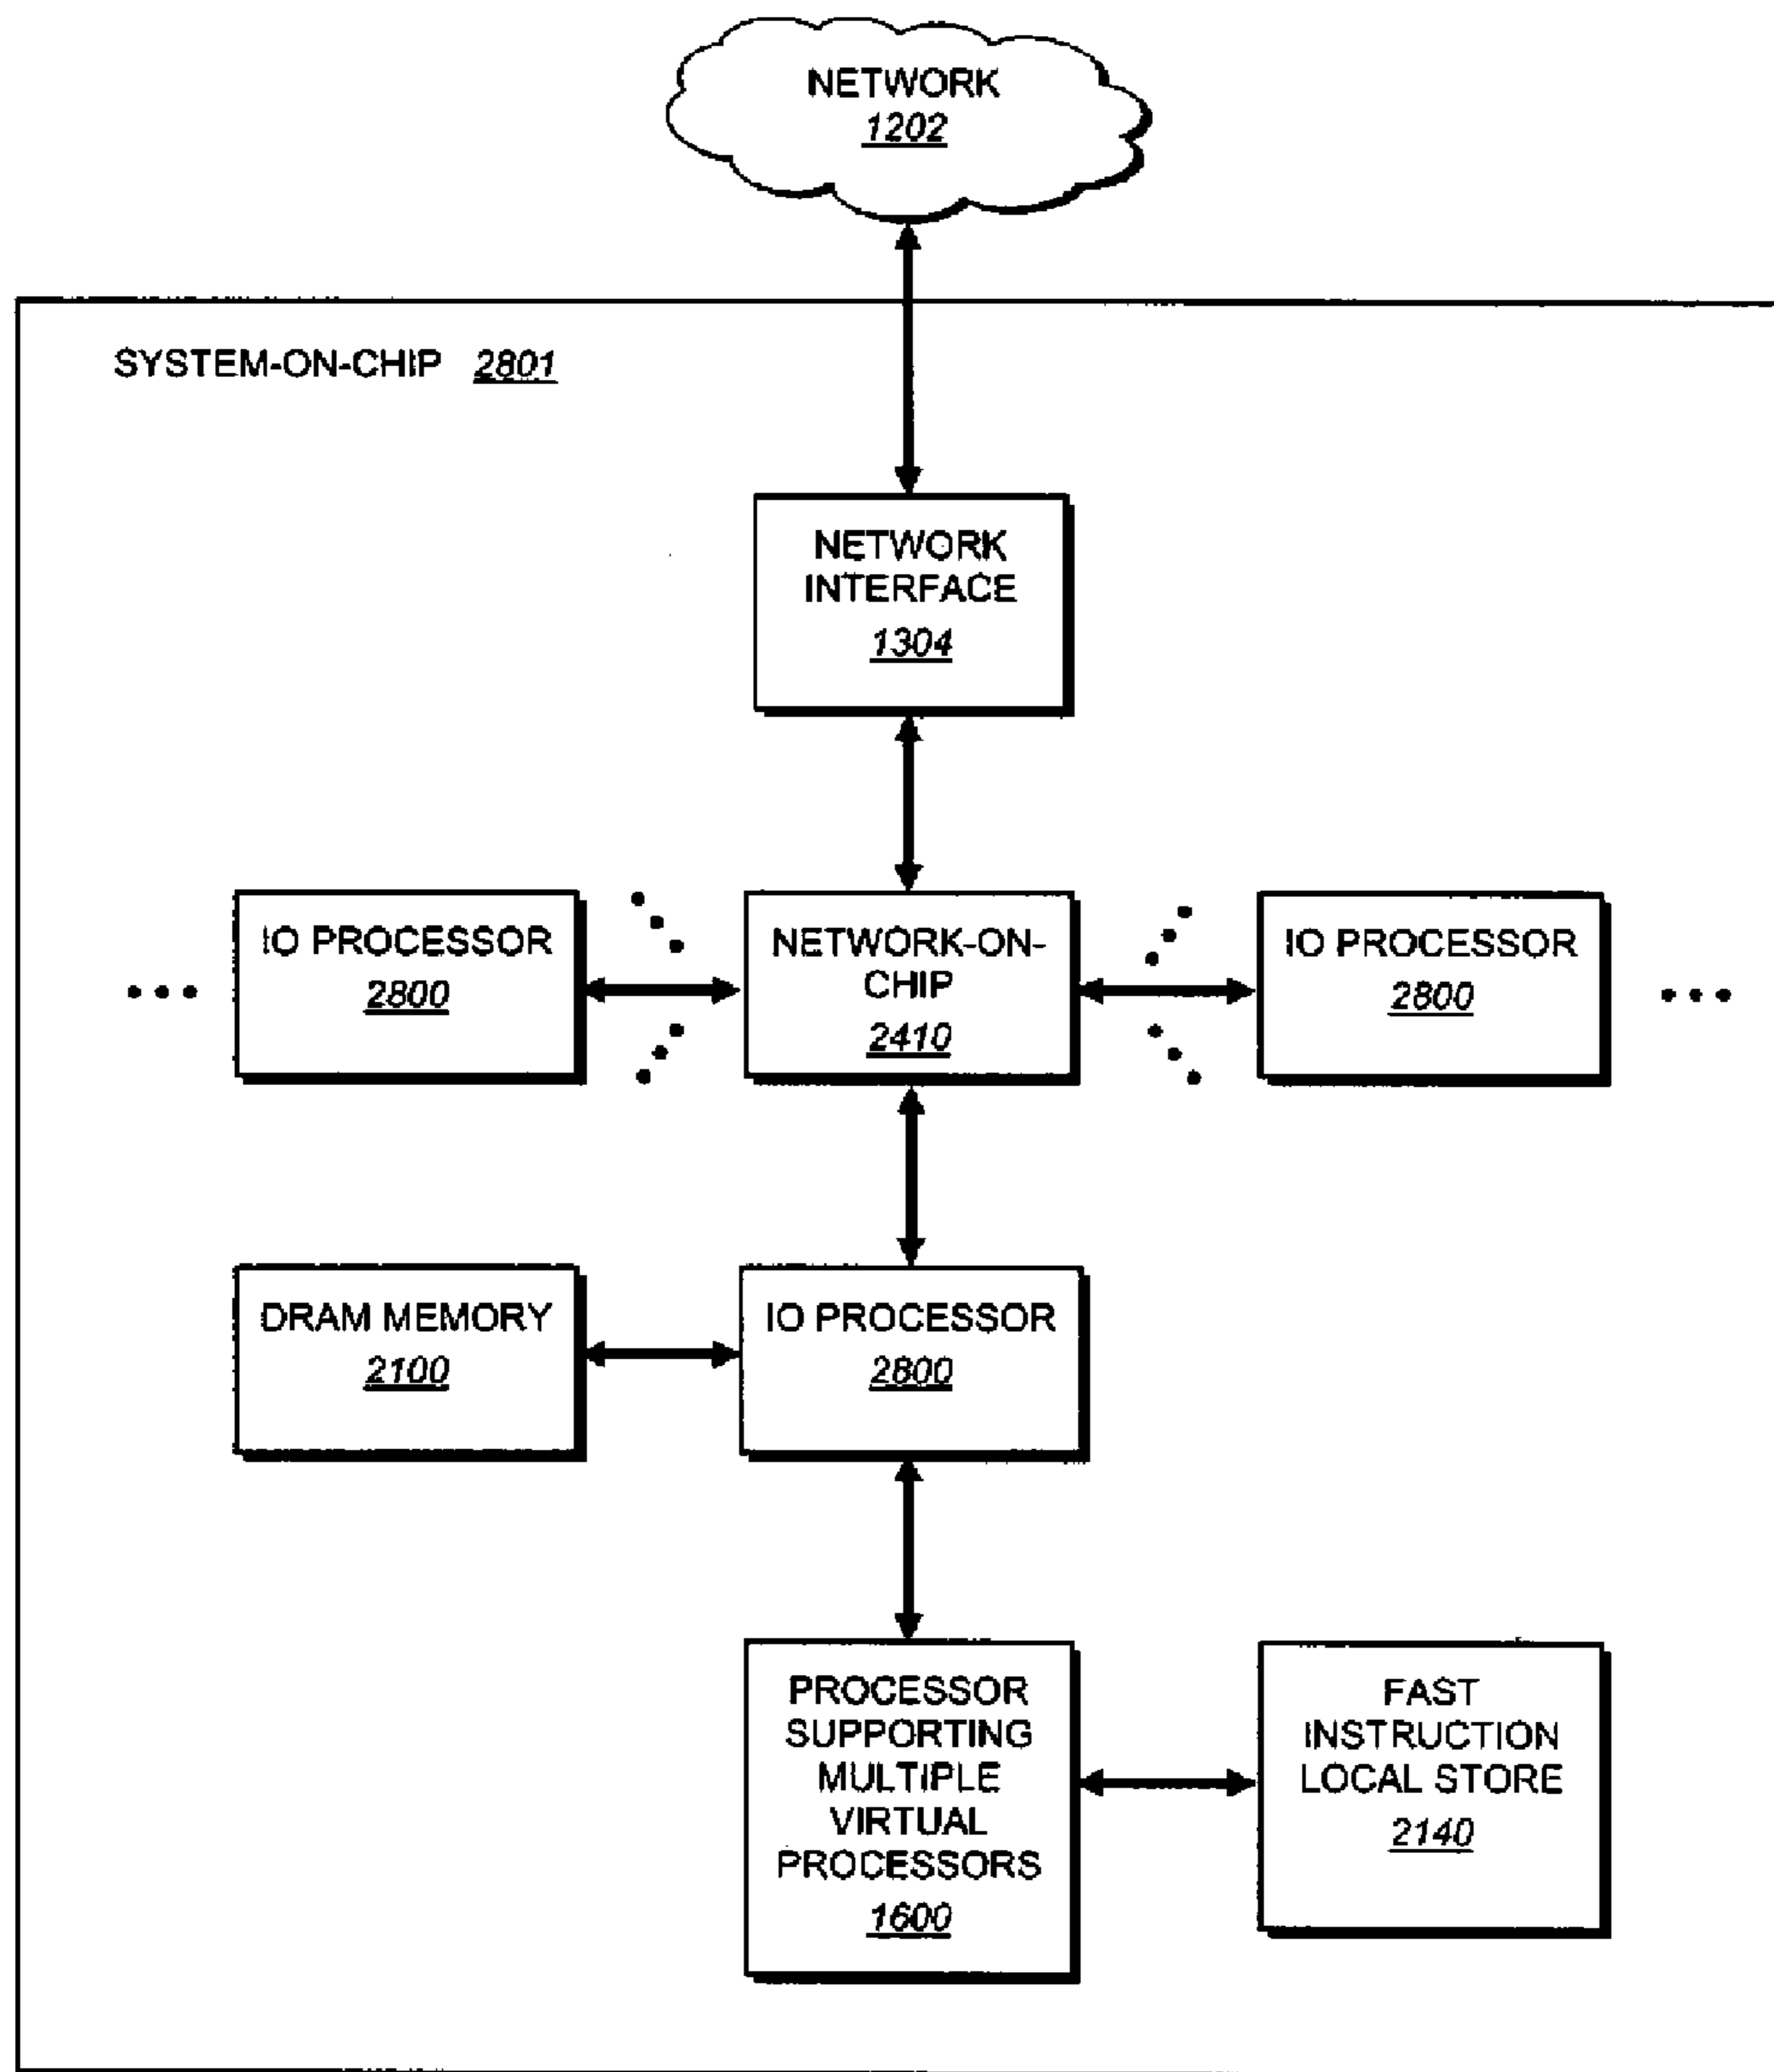 NETWORK
1202
SYSTEM-ON-CHIP 2801
NETWORK
INTERFACE
1304
IO PROCESSOR
2800
NETWORK-ON-
CHIP
2410
IO PROCESSOR
2800
DRAM MEMORY
2100
IO PROCESSOR
2800
PROCESSOR
SUPPORTING
MULTIPLE
VIRTUAL
PROCESSORS
1600
FAST
INSTRUCTION
LOCAL STORE
2140